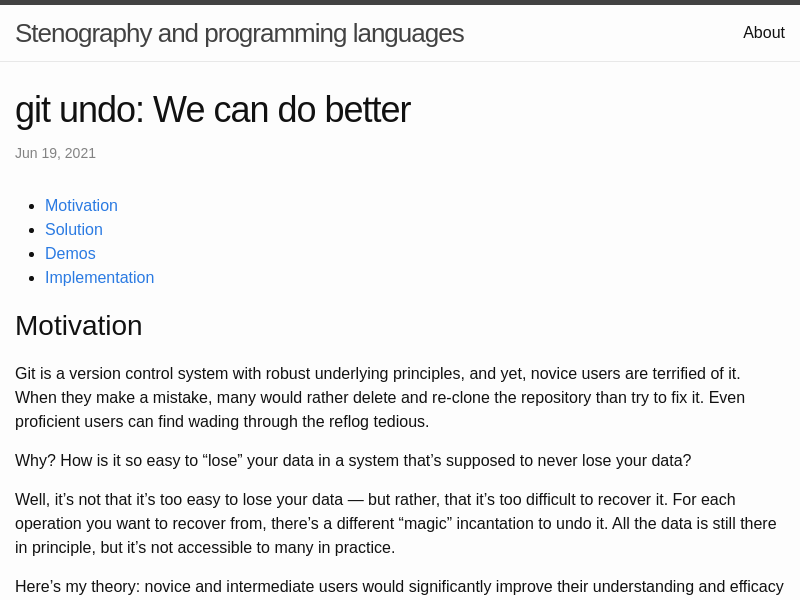 Stenography and programming languages
About
git undo: We can do better
Jun 19, 2021
Motivation
Solution
Demos
Implementation
Motivation
Git is a version control system with robust underlying principles, and yet, novice users are terrified of it.
When they make a mistake, many would rather delete and re-clone the repository than try to fix it. Even
proficient users can find wading through the reflog tedious.
Why? How is it so easy to “lose” your data in a system that’s supposed to never lose your data?
Well, it’s not that it’s too easy to lose your data — but rather, that it’s too difficult to recover it. For each
operation you want to recover from, there’s a different “magic” incantation to undo it. All the data is still there
in principle, but it’s not accessible to many in practice.
Here’s my theory: novice and intermediate users would significantly improve their understanding and efficacy